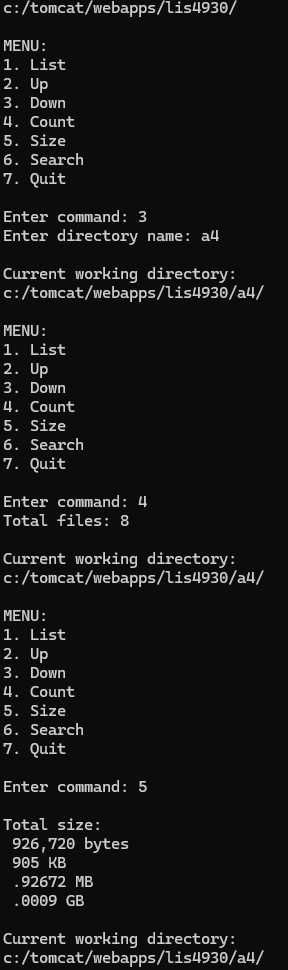 c:/tomcat/webapps/lis4930/
MENU:
1. List
2. Up
3. Down
4. Count
5. Size
6. Search
7. Quit
Enter command: 3
Enter directory name: a4
Current working directory:
c:/tomcat/webapps/lis4930/a4/
MENU:
1. List
2. Up
3. Down
4. Count
5. Size
6. Search
7. Quit
Enter command: 4
Total files: 8
Current working directory:
c:/tomcat/webapps/lis4930/a4/
MENU:
1. List
2. Up
3. Down
4. Count
5. Size
6. Search
7. Quit
Enter command: 5
Total size:
926,720 bytes
905 KB
.92672 MB
.0009 GB
Current working directory:
c:/tomcat/webapps/lis4930/a4/